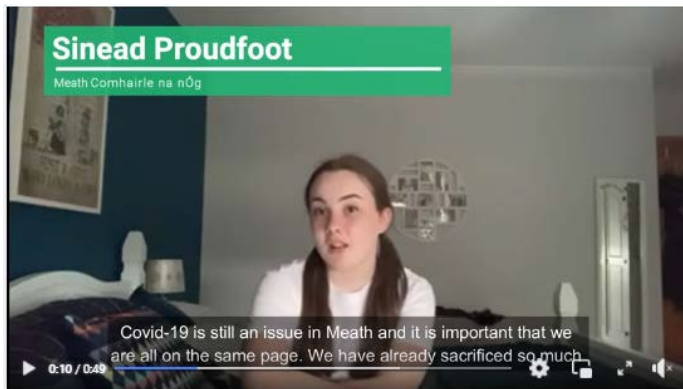 Sinead Proudfoot
Meath Comhairle na nÓg
Covid-19 is still an issue in Meath and it is important that we
are all on the same page. We have already sacrificed so much
0:10 / 0:49